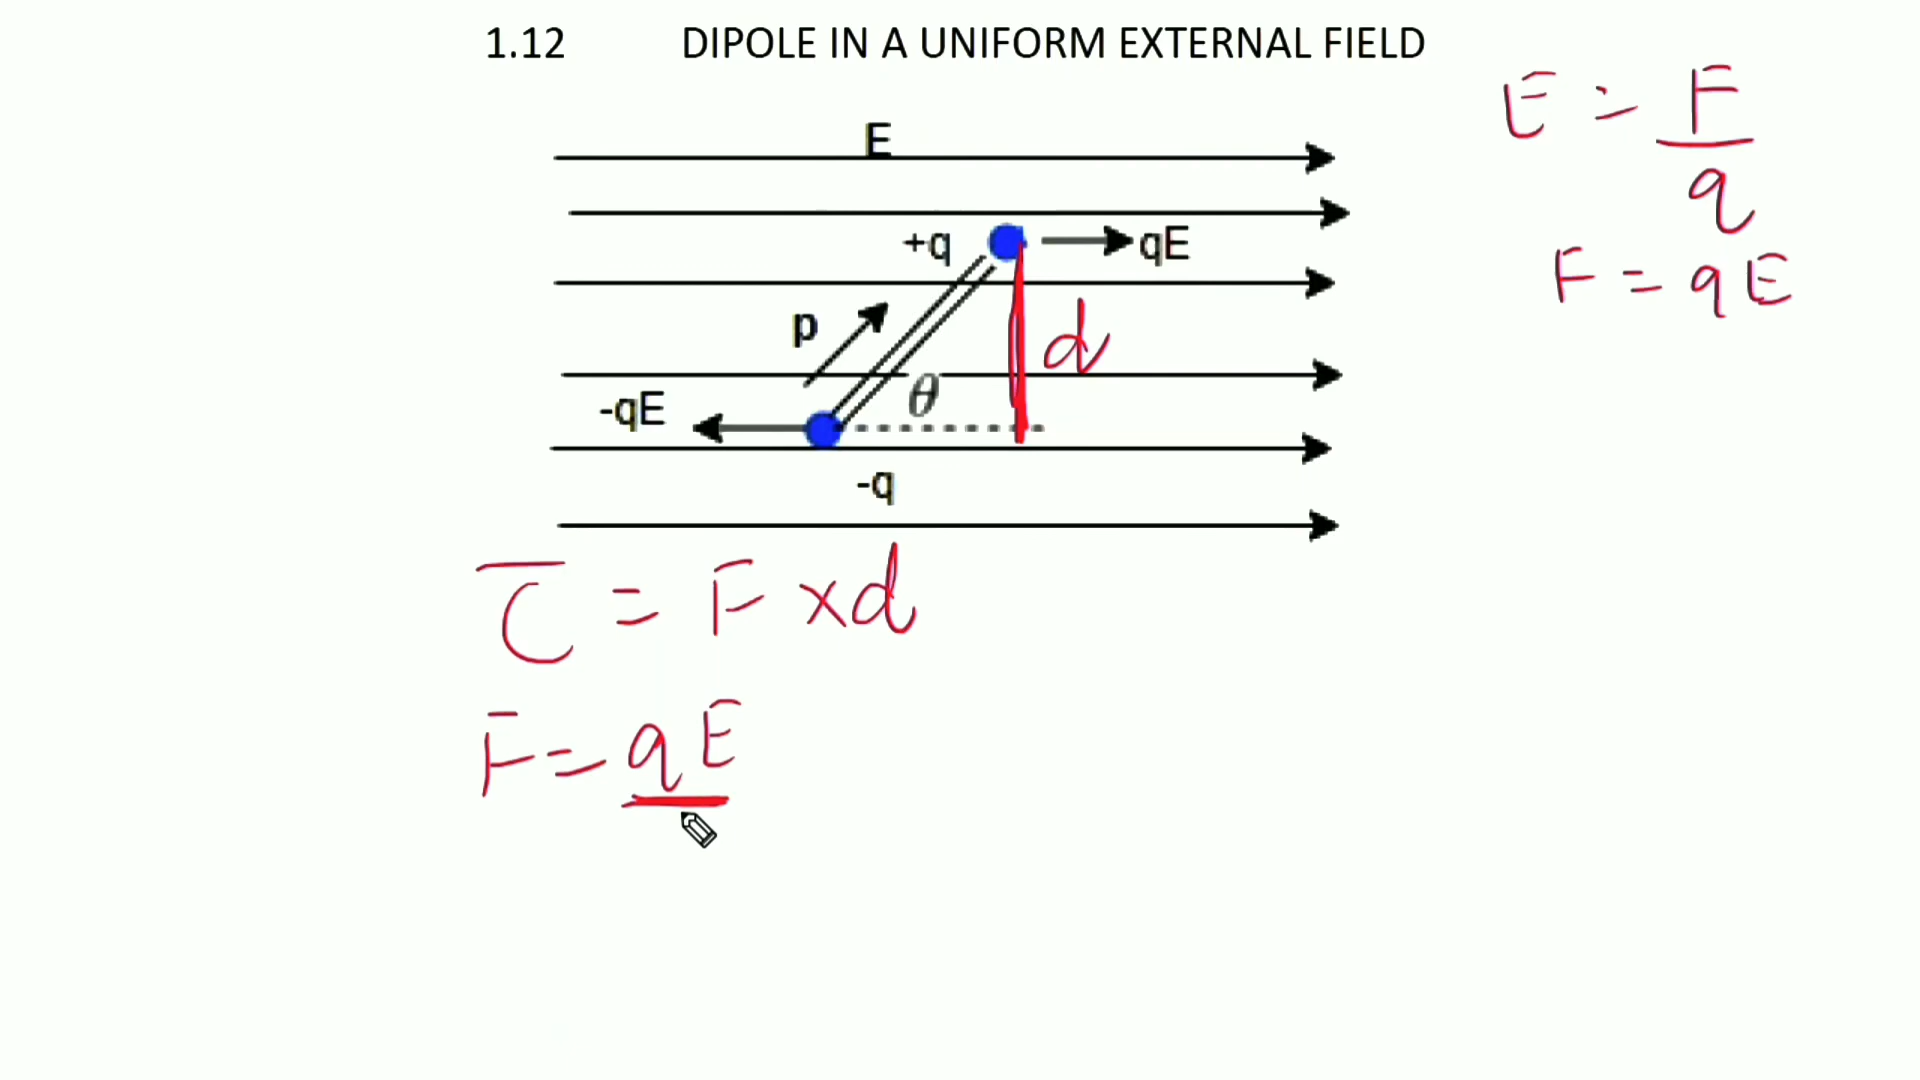 1.12 DIPOLE IN A UNIFORM EXTERNAL FIELD
E = F/q
F = qE
E
+q
qE
p
d
θ
-qE
-q
τ = F × d
F = qE